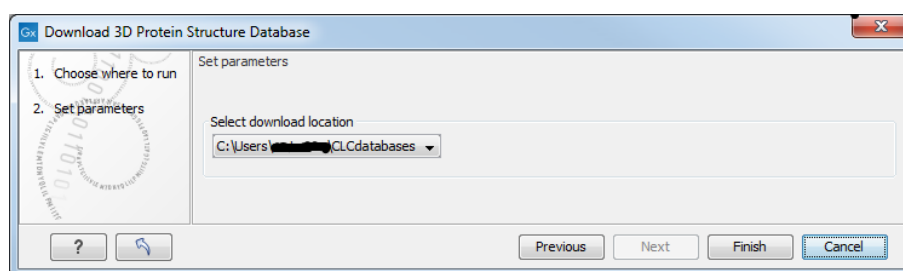 Gx Download 3D Protein Structure Database
1. Choose where to run
2. Set parameters
Set parameters
Select download location
C:\Users\ \CLCdatabases
? Previous Next Finish Cancel